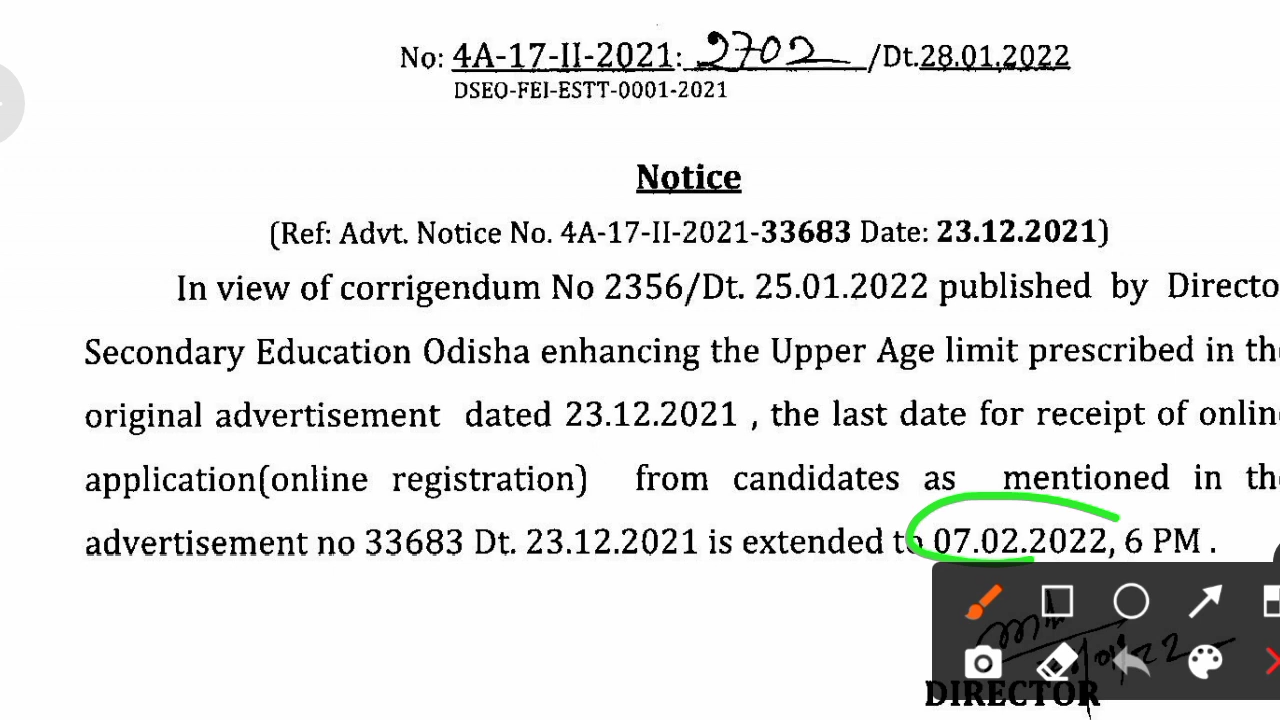 No: 4A-17-II-2021: 2702 /Dt.28.01.2022
DSEO-FEI-ESTT-0001-2021
Notice
(Ref: Advt. Notice No. 4A-17-II-2021-33683 Date: 23.12.2021)
In view of corrigendum No 2356/Dt. 25.01.2022 published by Directo
Secondary Education Odisha enhancing the Upper Age limit prescribed in the
original advertisement dated 23.12.2021 , the last date for receipt of onlin
application(online registration) from candidates as mentioned in th
advertisement no 33683 Dt. 23.12.2021 is extended to 07.02.2022, 6 PM .
DIRECTOR